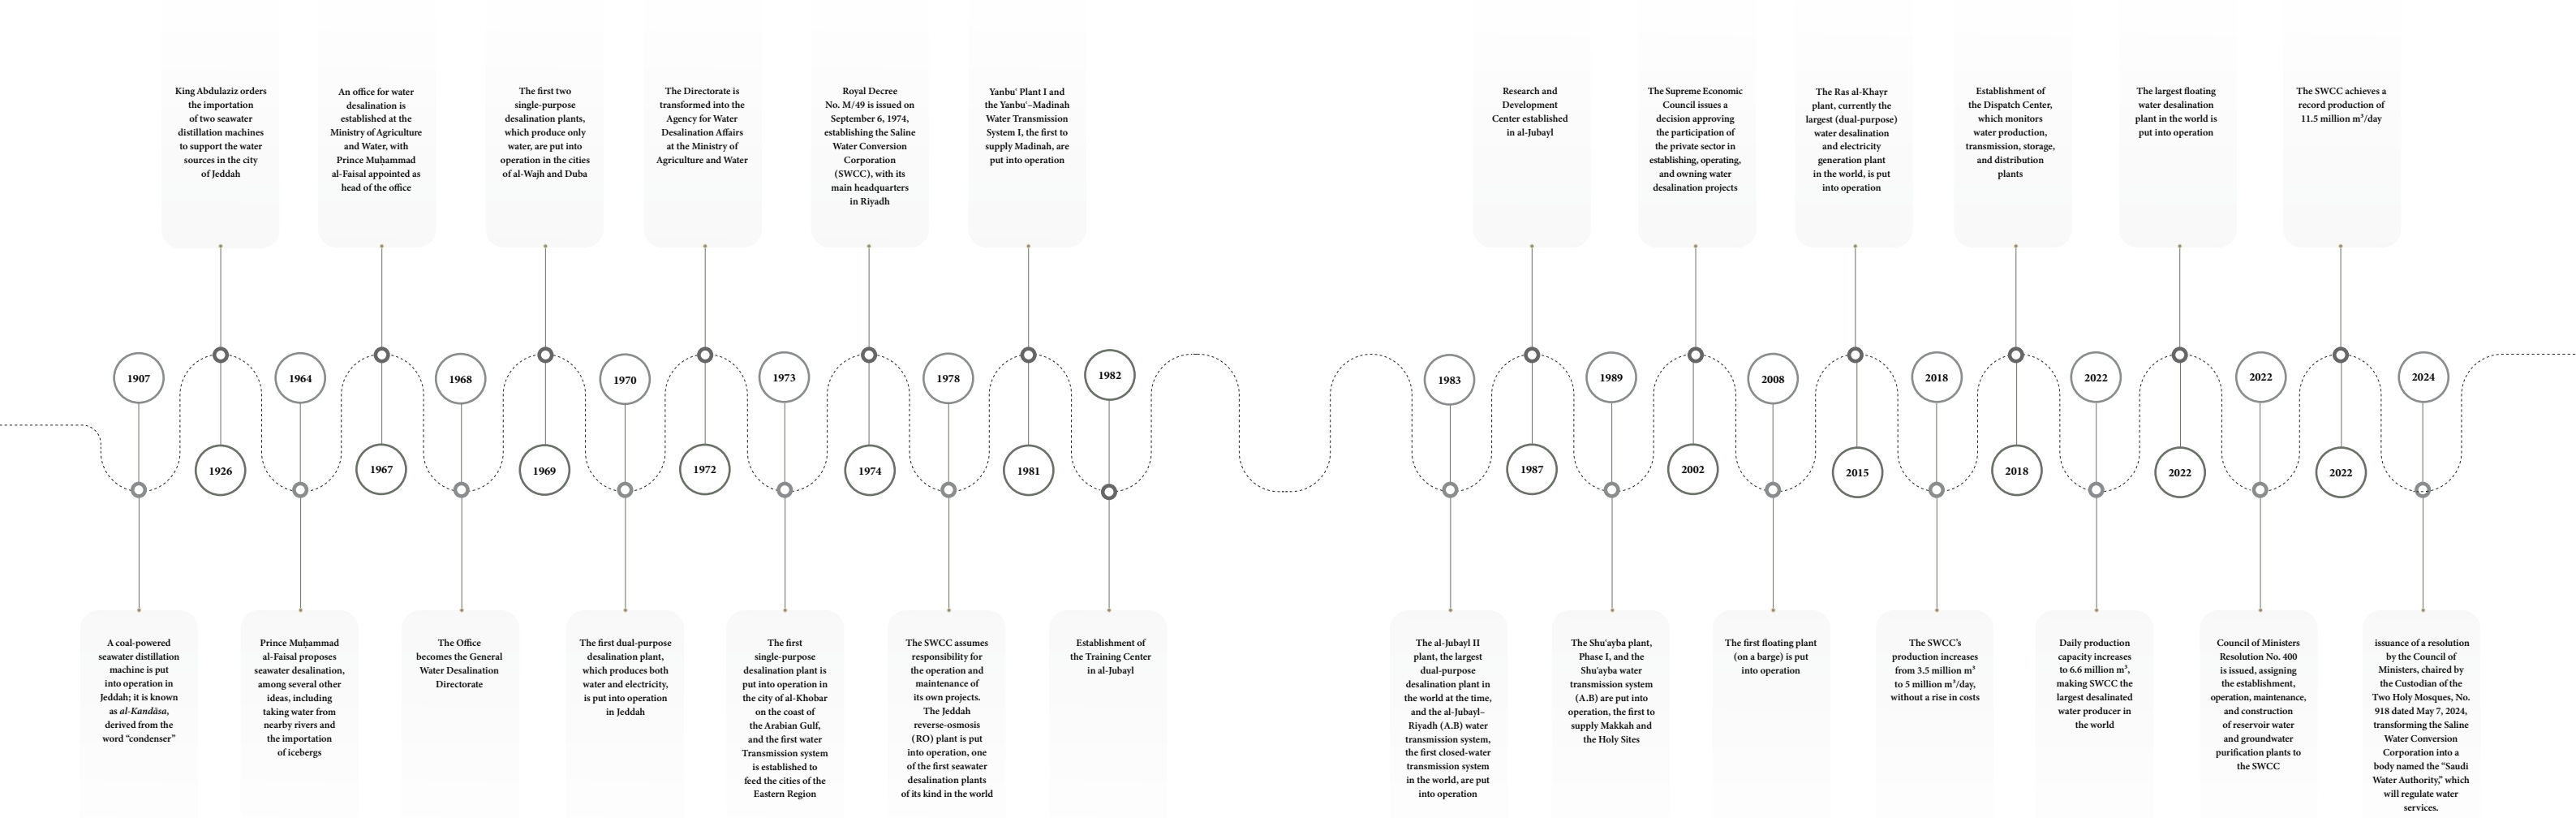 1907
A coal-powered
seawater distillation
machine is put
into operation in
Jeddah; it is known
as al-Kandāsa,
derived from the
word “condenser”
King Abdulaziz orders
the importation
of two seawater
distillation machines
to support the water
sources in the city
of Jeddah
1926
1964
Prince Muḥammad
al-Faisal proposes
seawater desalination,
among several other
ideas, including
taking water from
nearby rivers and
the importation
of icebergs
An office for water
desalination is
established at the
Ministry of Agriculture
and Water, with
Prince Muḥammad
al-Faisal appointed as
head of the office
1967
1968
The Office
becomes the General
Water Desalination
Directorate
The first two
single-purpose
desalination plants,
which produce only
water, are put into
operation in the cities
of al-Wajh and Duba
1969
1970
The first dual-purpose
desalination plant,
which produces both
water and electricity,
is put into operation
in Jeddah
The Directorate is
transformed into the
Agency for Water
Desalination Affairs
at the Ministry of
Agriculture and Water
1972
1973
The first
single-purpose
desalination plant is
put into operation in
the city of al-Khobar
on the coast of
the Arabian Gulf,
and the first water
Transmission system
is established to
feed the cities of the
Eastern Region
Royal Decree
No. M/49 is issued on
September 6, 1974,
establishing the Saline
Water Conversion
Corporation
(SWCC), with its
main headquarters
in Riyadh
1974
1978
The SWCC assumes
responsibility for
the operation and
maintenance of
its own projects.
The Jeddah
reverse-osmosis
(RO) plant is put
into operation, one
of the first seawater
desalination plants
of its kind in the world
Yanbu' Plant I and
the Yanbu'–Madinah
Water Transmission
System I, the first to
supply Madinah, are
put into operation
1981
1982
Establishment of
the Training Center
in al-Jubayl
1983
The al-Jubayl II
plant, the largest
dual-purpose
desalination plant in
the world at the time,
and the al-Jubayl–
Riyadh (A.B) water
transmission system,
the first closed-water
transmission system
in the world, are put
into operation
Research and
Development
Center established
in al-Jubayl
1987
1989
The Shu'ayba plant,
Phase I, and the
Shu'ayba water
transmission system
(A.B) are put into
operation, the first to
supply Makkah and
the Holy Sites
The Supreme Economic
Council issues a
decision approving
the participation of
the private sector in
establishing, operating,
and owning water
desalination projects
2002
2008
The first floating plant
(on a barge) is put
into operation
The Ras al-Khayr
plant, currently the
largest (dual-purpose)
water desalination
and electricity
generation plant
in the world, is put
into operation
2015
2018
The SWCC’s
production increases
from 3.5 million m³
to 5 million m³/day,
without a rise in costs
Establishment of
the Dispatch Center,
which monitors
water production,
transmission, storage,
and distribution
plants
2018
2022
Daily production
capacity increases
to 6.6 million m³,
making SWCC the
largest desalinated
water producer in
the world
The largest floating
water desalination
plant in the world is
put into operation
2022
2022
Council of Ministers
Resolution No. 400
is issued, assigning
the establishment,
operation, maintenance,
and construction
of reservoir water
and groundwater
purification plants to
the SWCC
The SWCC achieves a
record production of
11.5 million m³/day
2022
2024
issuance of a resolution
by the Council of
Ministers, chaired by
the Custodian of the
Two Holy Mosques, No.
918 dated May 7, 2024,
transforming the Saline
Water Conversion
Corporation into a
body named the “Saudi
Water Authority,” which
will regulate water
services.